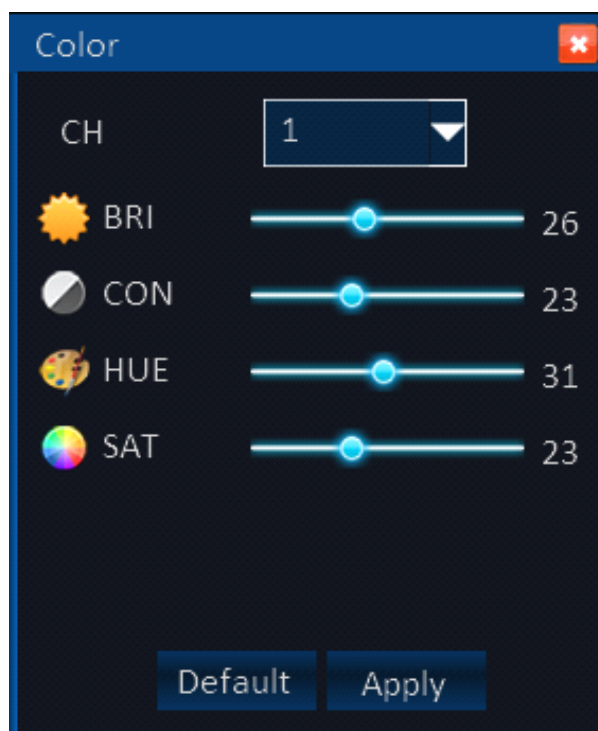 Color
CH 1
BRI 26
CON 23
HUE 31
SAT 23
Default Apply